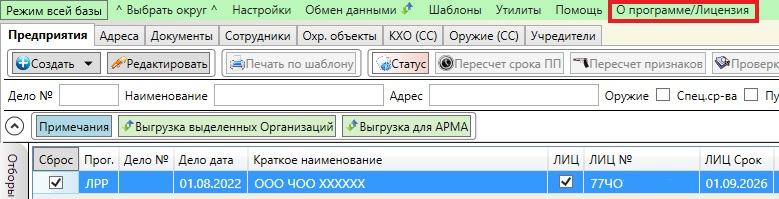 Режим всей базы ^ Выбрать округ ^ Настройки Обмен данными Шаблоны Утилиты Помощь О программе/Лицензия
Предприятия Адреса Документы Сотрудники Охр. объекты КХО (СС) Оружие (СС) Учредители
Создать Редактировать Печать по шаблону Статус Пересчет срока ПП Пересчет признаков Проверк
Дело № Наименование Адрес Оружие Спец.ср-ва Пу
Примечания Выгрузка выделенных Организаций Выгрузка для АРМА
Отборы
Сброс Прог. Дело № Дело дата Краткое наименование ЛИЦ ЛИЦ № ЛИЦ Срок
ЛРР 01.08.2022 ООО ЧОО XXXXXX 77ЧО 01.09.2026